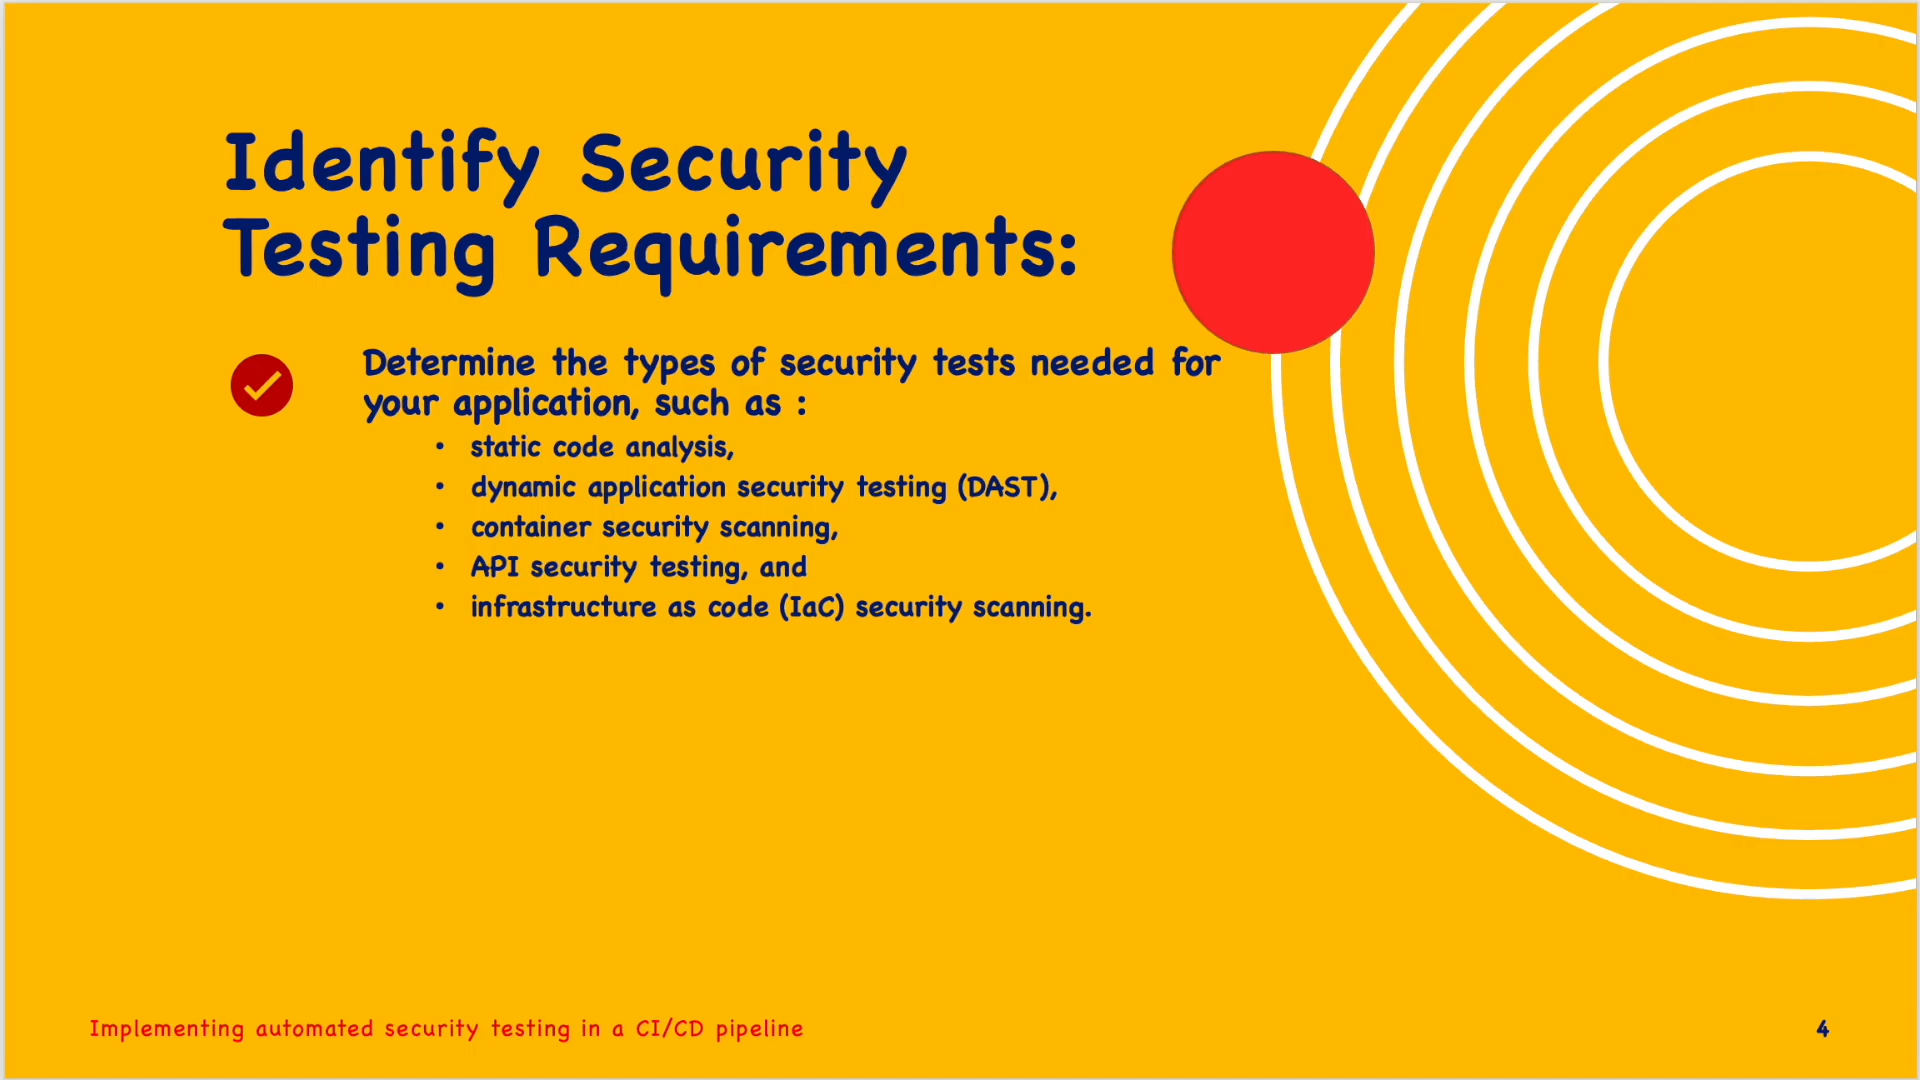 Identify Security
Testing Requirements:
Determine the types of security tests needed for
your application, such as :
• static code analysis,
• dynamic application security testing (DAST),
• container security scanning,
• API security testing, and
• infrastructure as code (IaC) security scanning.
Implementing automated security testing in a CI/CD pipeline
4